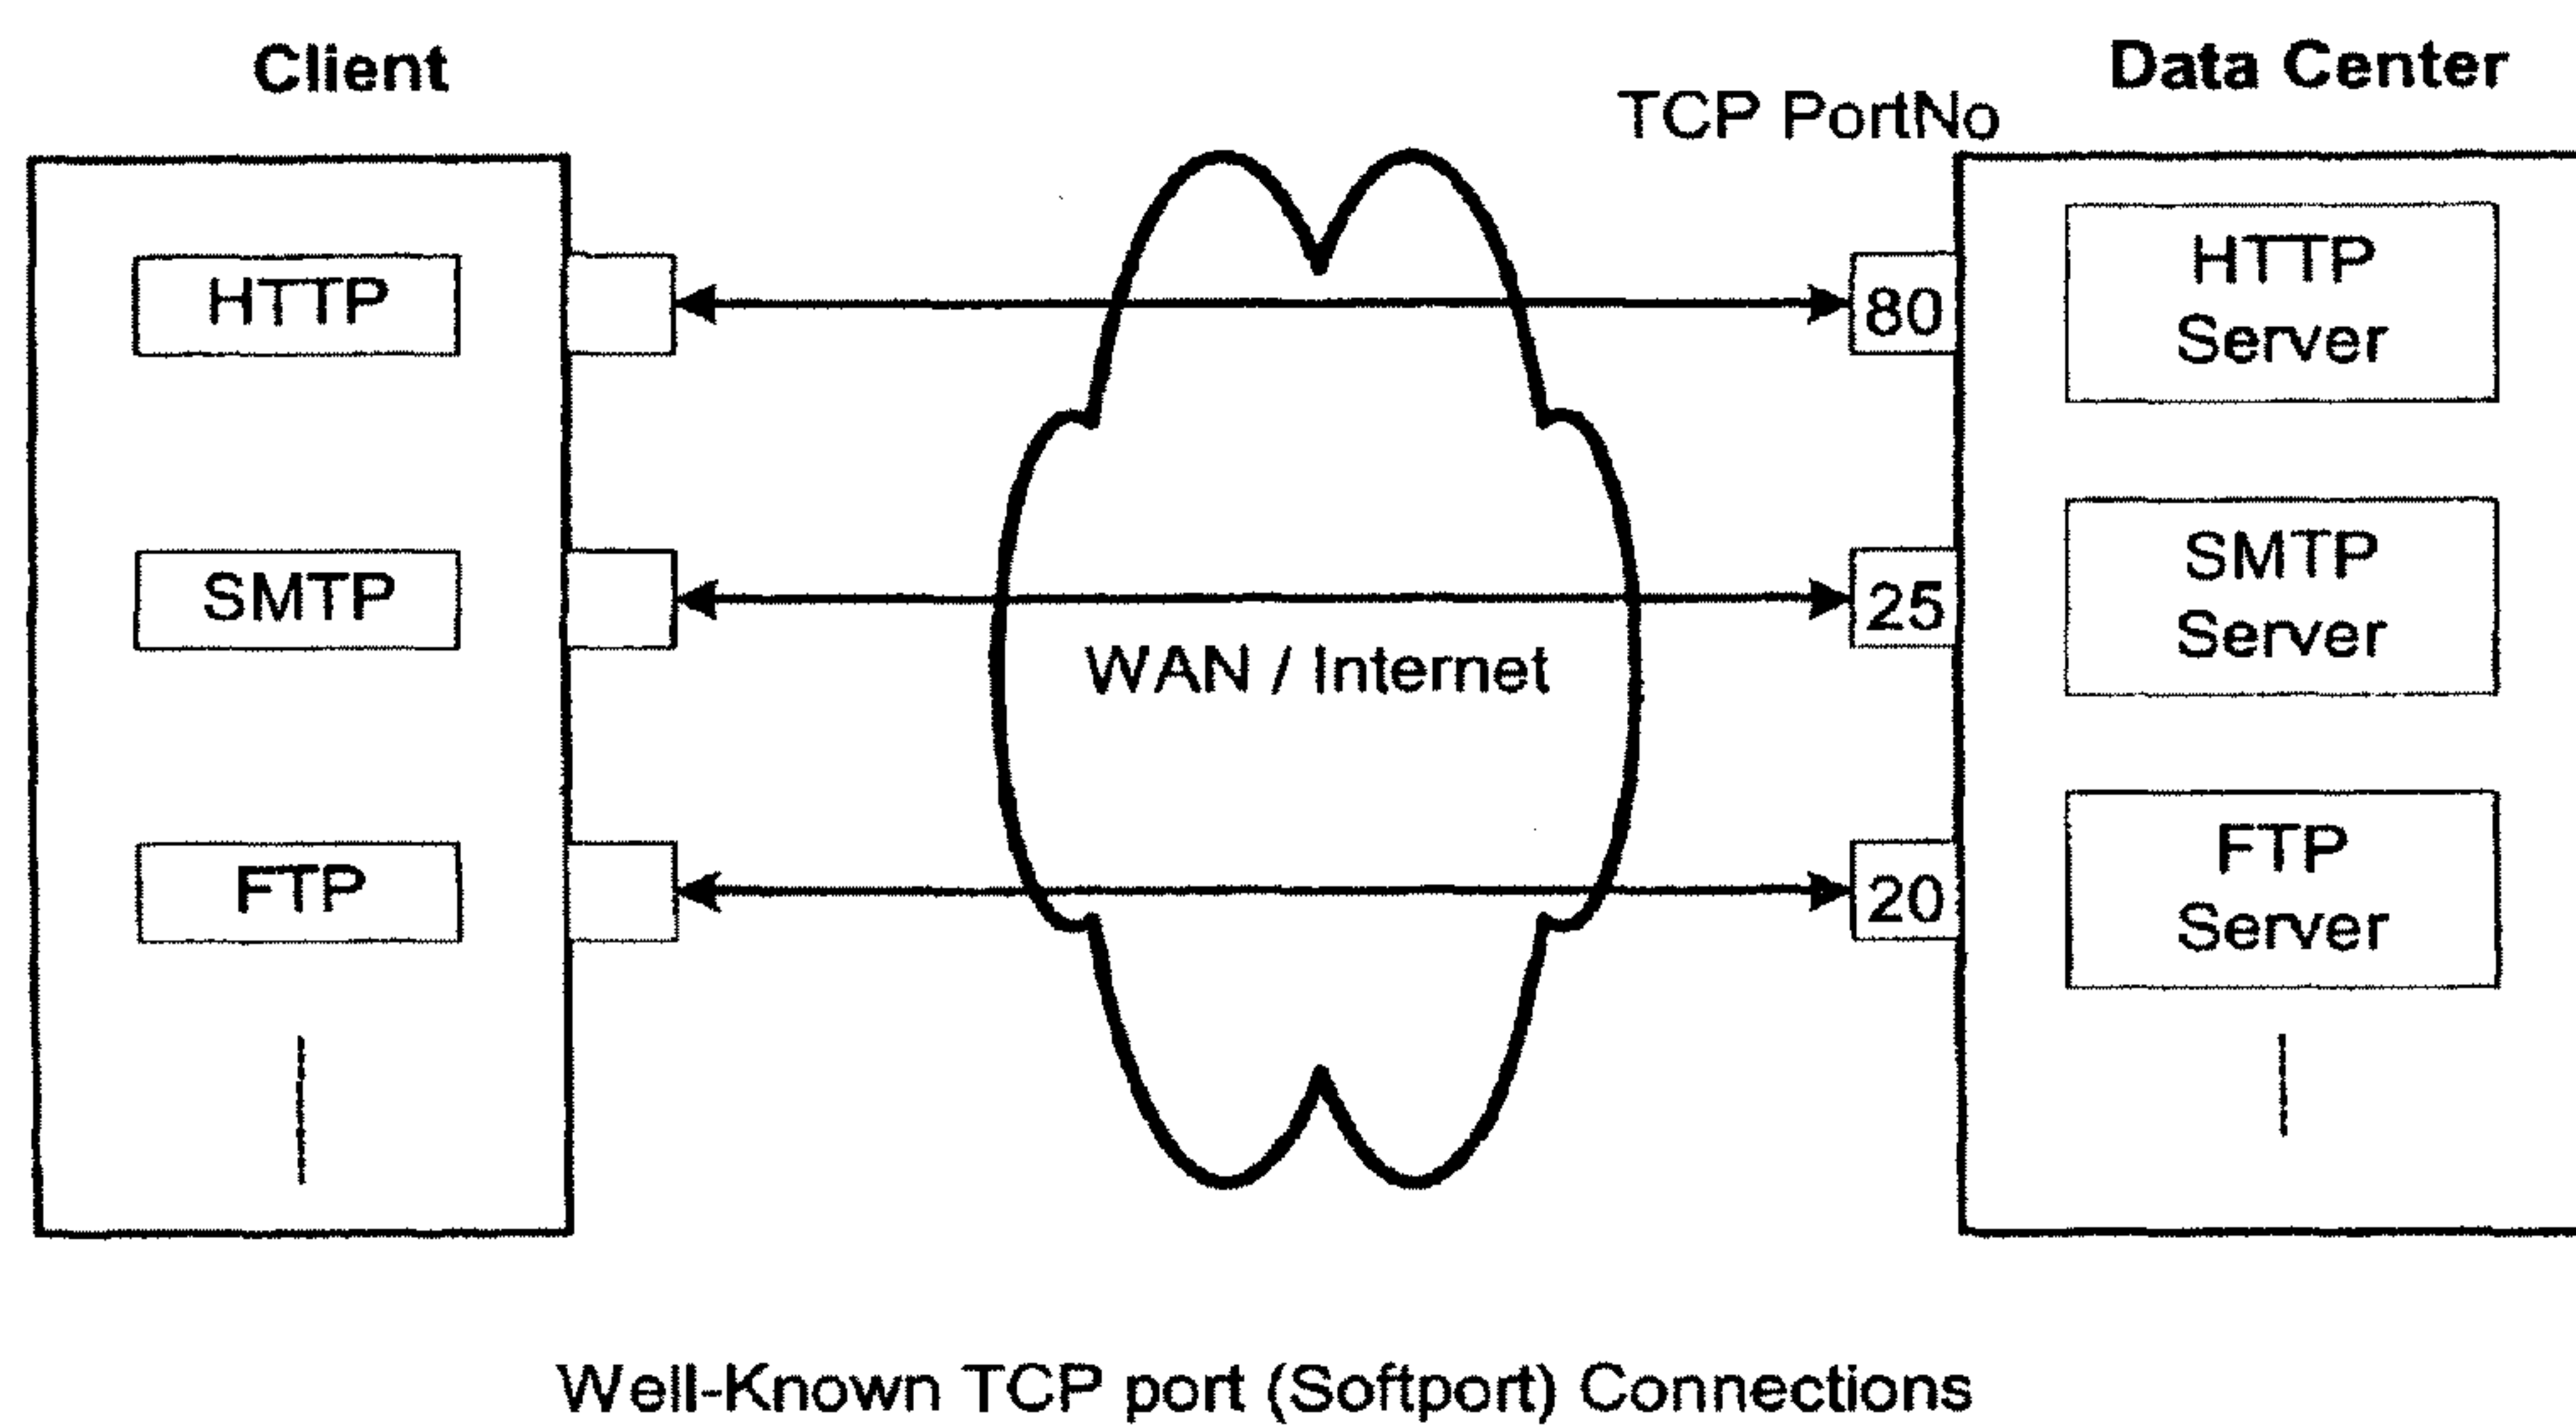 Client
Data Center
TCP PortNo
HTTP
80
HTTP
Server
SMTP
25
SMTP
Server
WAN / Internet
FTP
20
FTP
Server
Well-Known TCP port (Softport) Connections